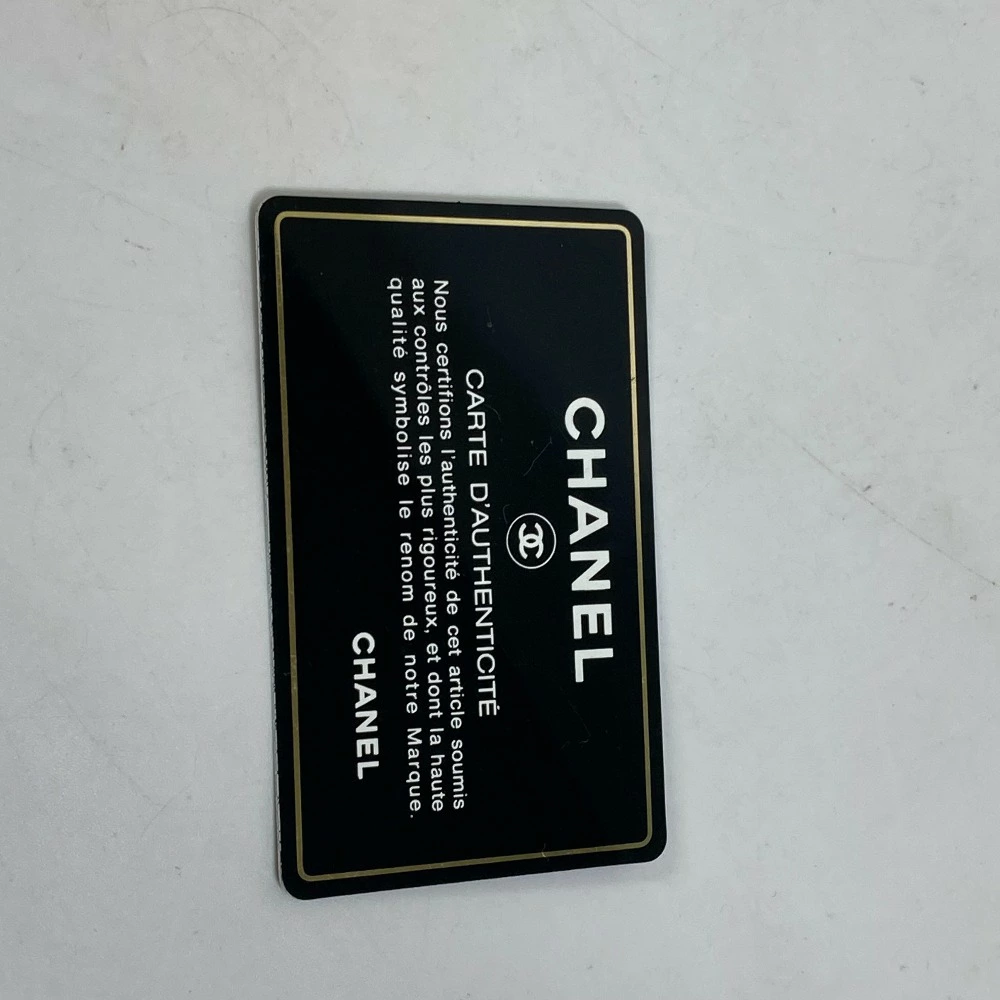 CHANEL
CARTE D'AUTHENTICITÉ
Nous certifions l'authenticité de cet article soumis
aux contrôles les plus rigoureux, et dont la haute
qualité symbolise le renom de notre Marque.
CHANEL